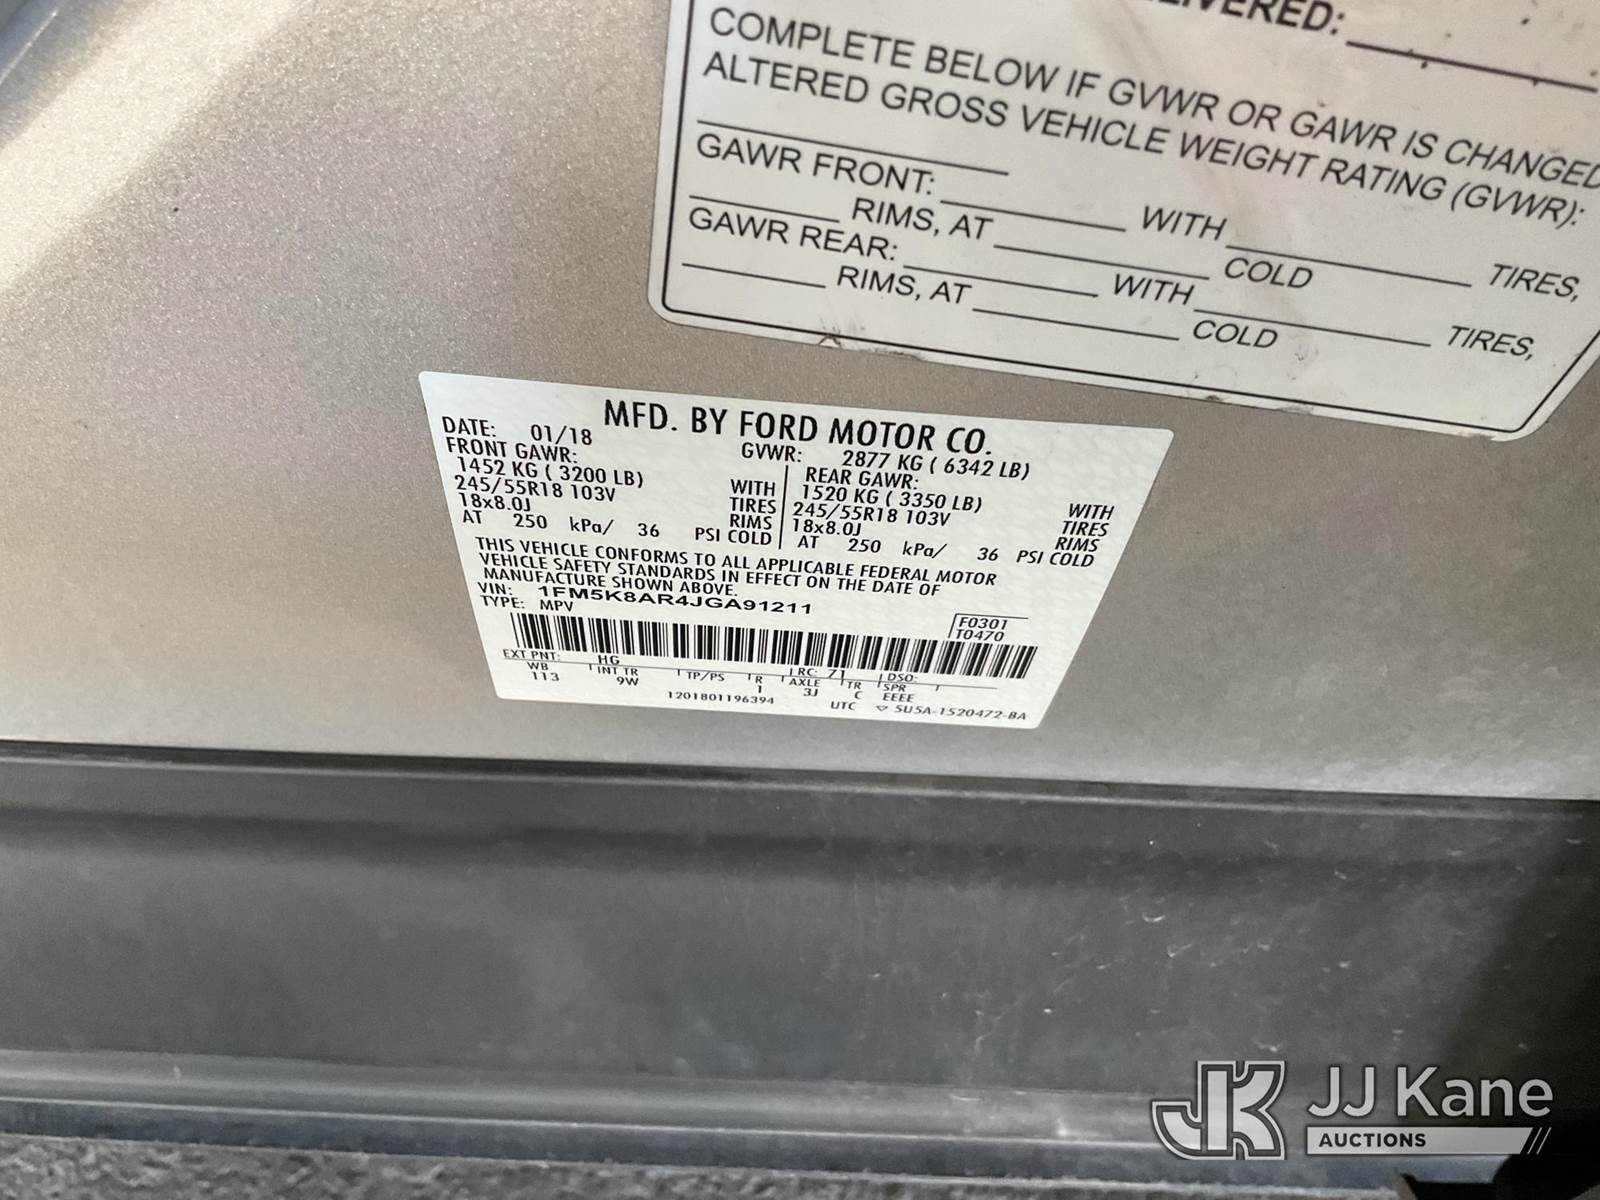 LIVERED:
COMPLETE BELOW IF GVWR OR GAWR IS CHANGED
ALTERED GROSS VEHICLE WEIGHT RATING (GVWR):
GAWR FRONT: WITH TIRES,
RIMS, AT COLD
GAWR REAR: WITH TIRES,
RIMS, AT COLD
MFD. BY FORD MOTOR CO.
DATE: 01/18 GVWR: 2877 KG ( 6342 LB)
FRONT GAWR: REAR GAWR:
1452 KG ( 3200 LB) WITH 1520 KG ( 3350 LB) WITH
245/55R18 103V TIRES 245/55R18 103V TIRES
18x8.0J RIMS 18x8.0J RIMS
AT 250 kPa/ 36 PSI COLD AT 250 kPa/ 36 PSI COLD
THIS VEHICLE CONFORMS TO ALL APPLICABLE FEDERAL MOTOR
VEHICLE SAFETY STANDARDS IN EFFECT ON THE DATE OF
MANUFACTURE SHOWN ABOVE.
VIN: 1FM5K8AR4JGA91211
TYPE: MPV
F0301
T0470
EXT PNT: HG RC: 71 DSO:
WB INT TR TP/PS R AXLE TR SPR
113 9W 1 3J C EEEE
1201801196394 UTC ▽ 5U5A-1520472-BA
JK JJ Kane
AUCTIONS